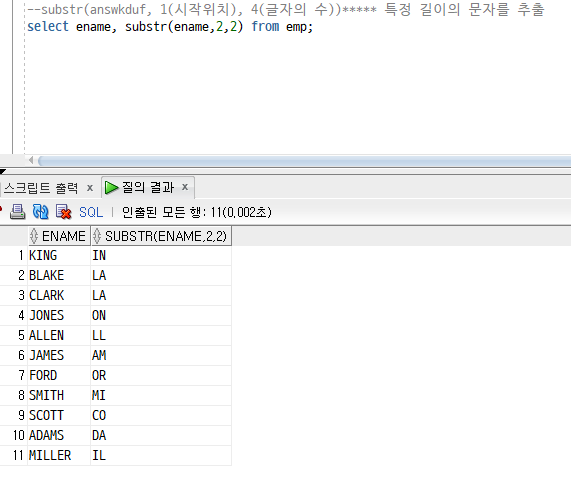 --substr(answkduf, 1(시작위치), 4(글자의 수))***** 특정 길이의 문자를 추출
select ename, substr(ename,2,2) from emp;
스크립트 출력 x 질의 결과 x
SQL | 인출된 모든 행: 11(0,002초)
ENAME SUBSTR(ENAME,2,2)
1 KING IN
2 BLAKE LA
3 CLARK LA
4 JONES ON
5 ALLEN LL
6 JAMES AM
7 FORD OR
8 SMITH MI
9 SCOTT CO
10 ADAMS DA
11 MILLER IL